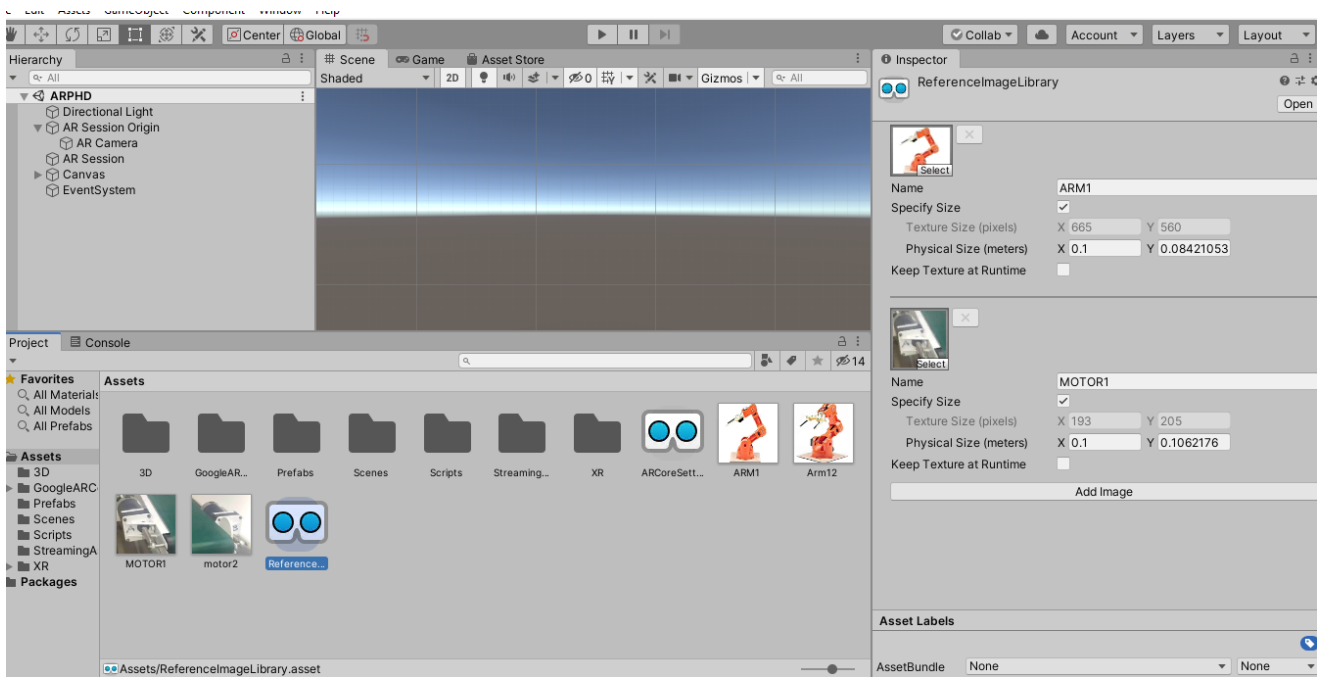 Edit Assets GameObject Component Window Help
Center Global Collab Account Layers Layout
Hierarchy
All
ARPHD
Directional Light
AR Session Origin
AR Camera
AR Session
Canvas
EventSystem
Scene Game Asset Store
Shaded 2D 0 Gizmos All
Inspector
ReferenceImageLibrary
Open
Select
Name ARM1
Specify Size
Texture Size (pixels) X 665 Y 560
Physical Size (meters) X 0.1 Y 0.08421053
Keep Texture at Runtime
Select
Name MOTOR1
Specify Size
Texture Size (pixels) X 193 Y 205
Physical Size (meters) X 0.1 Y 0.1062176
Keep Texture at Runtime
Add Image
Project Console
14
Favorites
All Materials
All Models
All Prefabs
Assets
3D
GoogleARC
Prefabs
Scenes
Scripts
StreamingA
XR
Packages
Assets
3D GoogleAR... Prefabs Scenes Scripts Streaming... XR ARCoreSett... ARM1 Arm12
MOTOR1 motor2 Reference...
Assets/ReferenceImageLibrary.asset
Asset Labels
AssetBundle None None